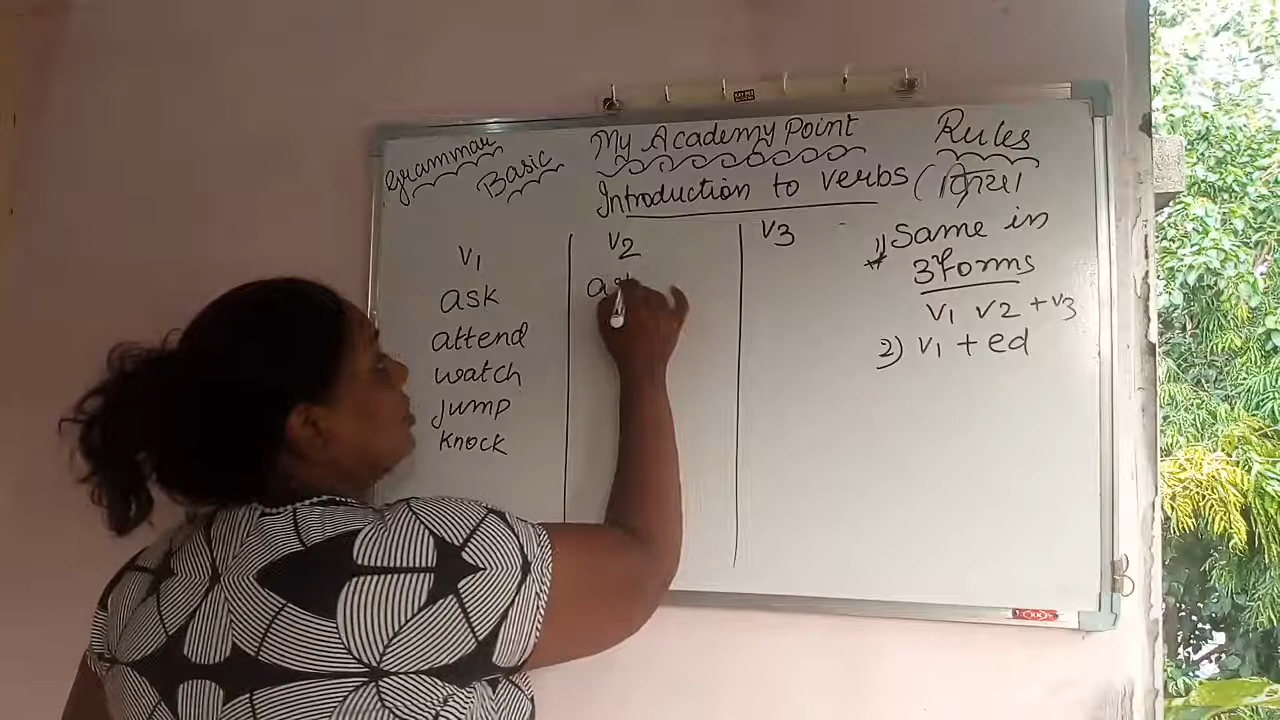 Grammar
Basic
My Academy Point
Introduction to verbs (क्रिया)
Rules
V1
ask
attend
watch
jump
knock
V2
as
V3
1) Same in
3 forms
V1 V2 + V3
2) V1 + ed